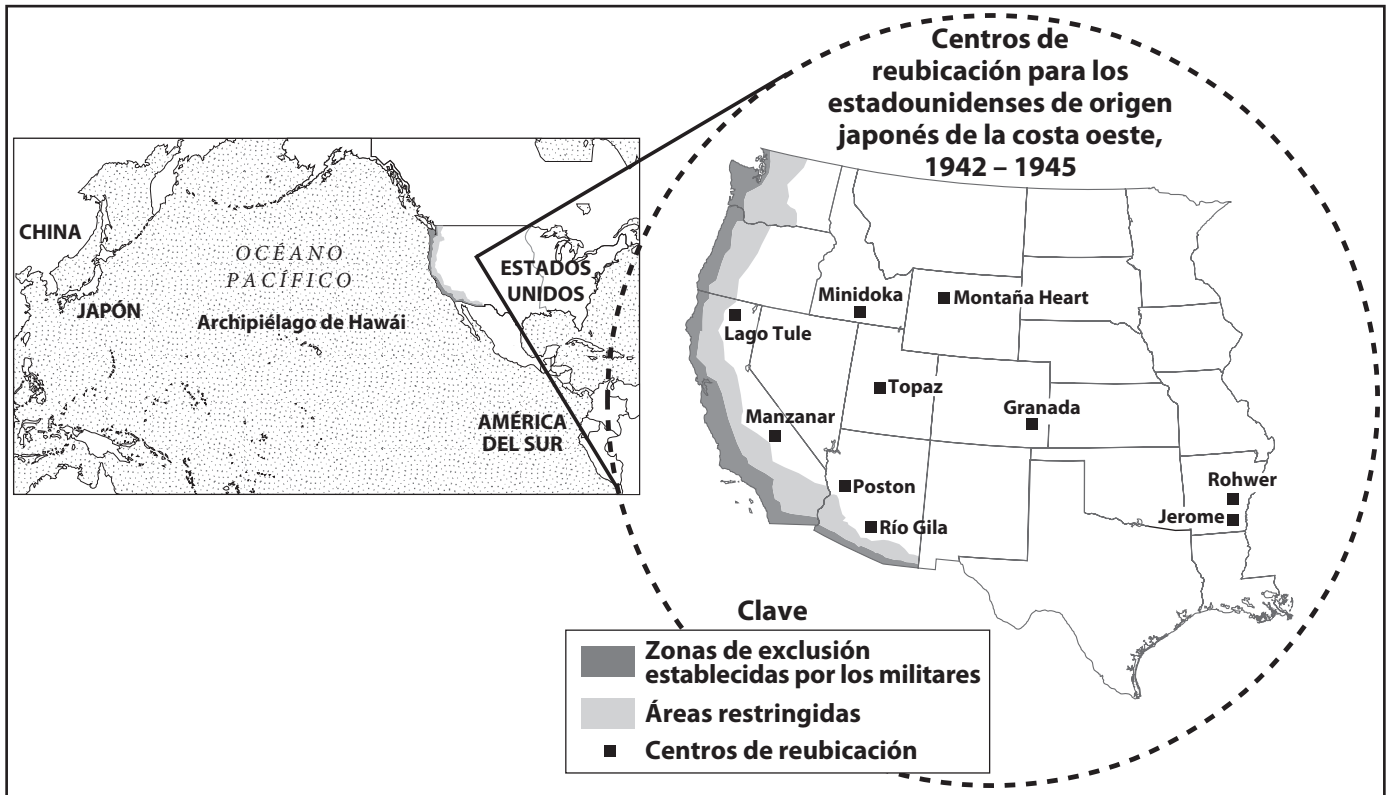 Centros de
reubicación para los
estadounidenses de origen
japonés de la costa oeste,
1942 – 1945
CHINA
JAPÓN
OCÉANO
PACÍFICO
Archipiélago de Hawái
ESTADOS
UNIDOS
AMÉRICA
DEL SUR
Minidoka
Montaña Heart
Lago Tule
Topaz
Granada
Manzanar
Poston
Río Gila
Rohwer
Jerome
Clave
Zonas de exclusión
establecidas por los militares
Áreas restringidas
Centros de reubicación